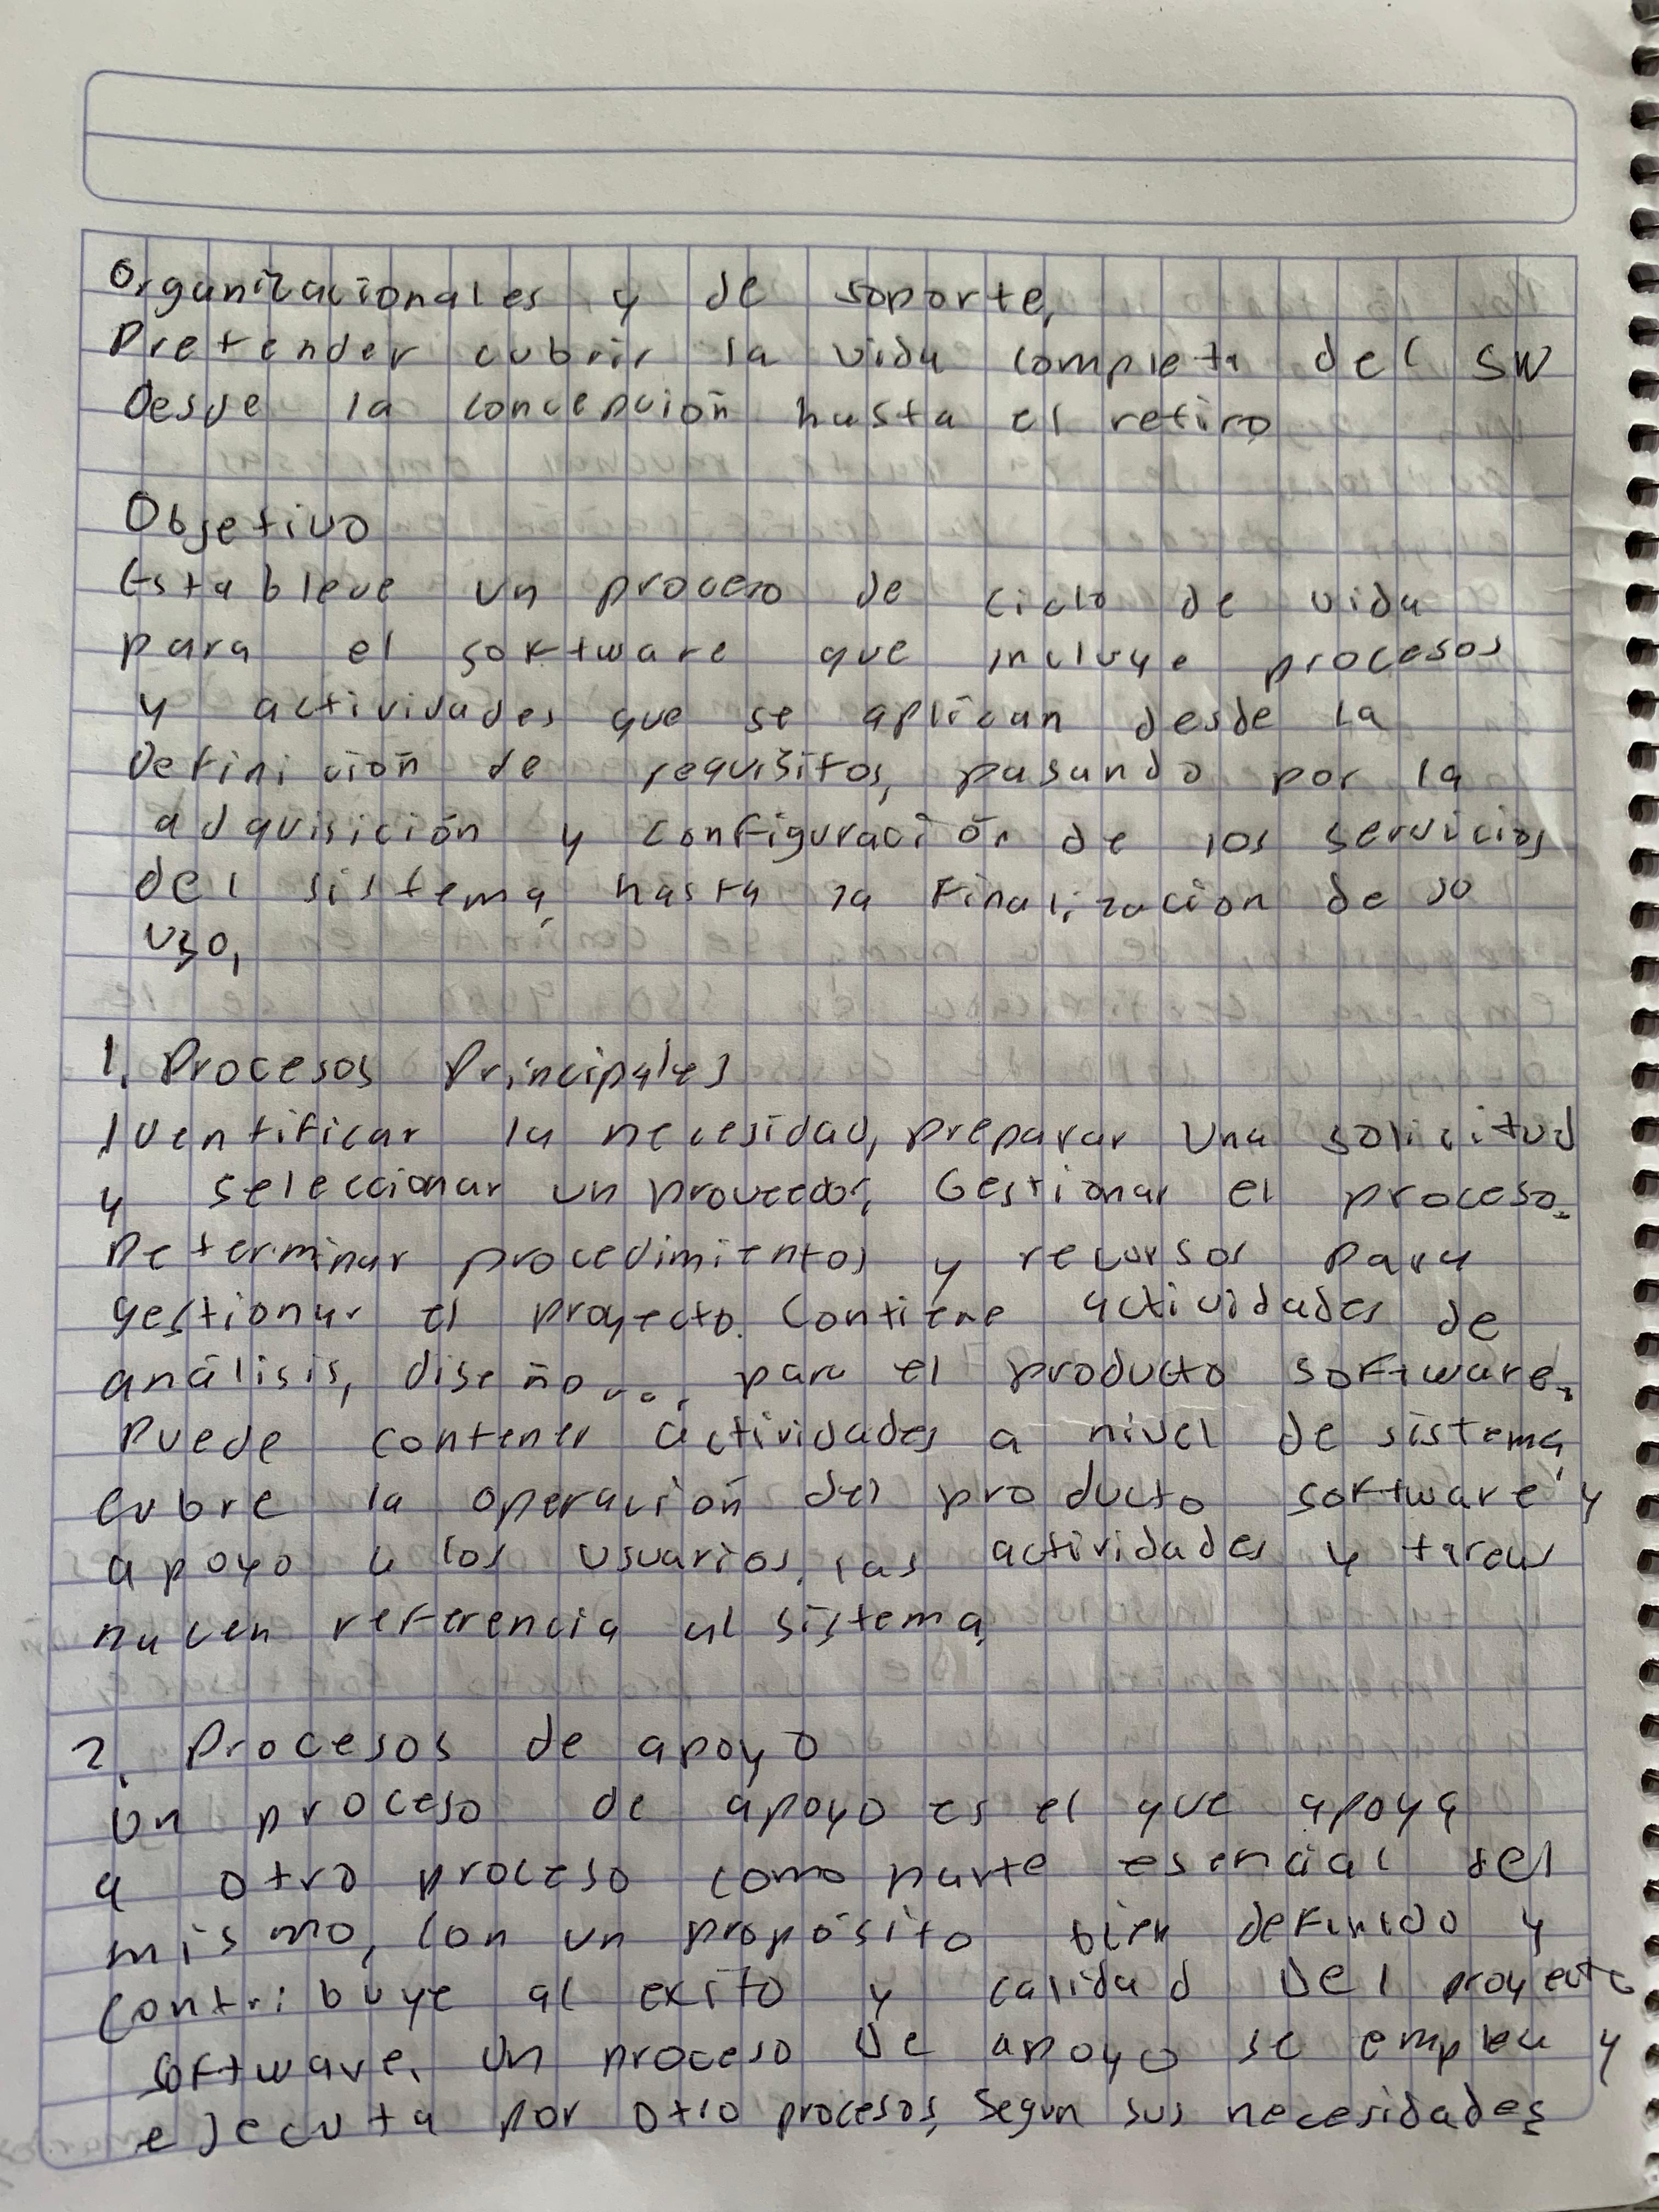 Organizacionales y de soporte,
Pretender cubrir la vida completa del SW
Desde la concepción hasta el retiro
Objetivo
Establece un proceso de ciclo de vida
para el software que incluye procesos
y actividades que se aplican desde la
Definición de requisitos, pasando por la
adquisición y configuración de los servicios
del sistema, hasta la Finalización de so
uso,
1. Procesos Principales
Identificar la necesidad, preparar una solicitud
y seleccionar un proveedor, Gestionar el proceso.
Determinar procedimientos y recursos para
gestionar el proyecto. Contiene actividades de
análisis, diseño... para el producto software.
Puede contener actividades a nivel de sistema,
cubre la operación del producto software y
apoyo a los usuarios. las actividades y tareas
hacen referencia al sistema,
2. Procesos de apoyo
Un proceso de apoyo es el que apoya
a otro proceso como parte esencial del
mismo, con un propósito bien definido y
contribuye al exito y calidad Del proyecto
software. Un proceso De apoyo se emplea y
ejecuta por otro procesos, Segun sus necesidades